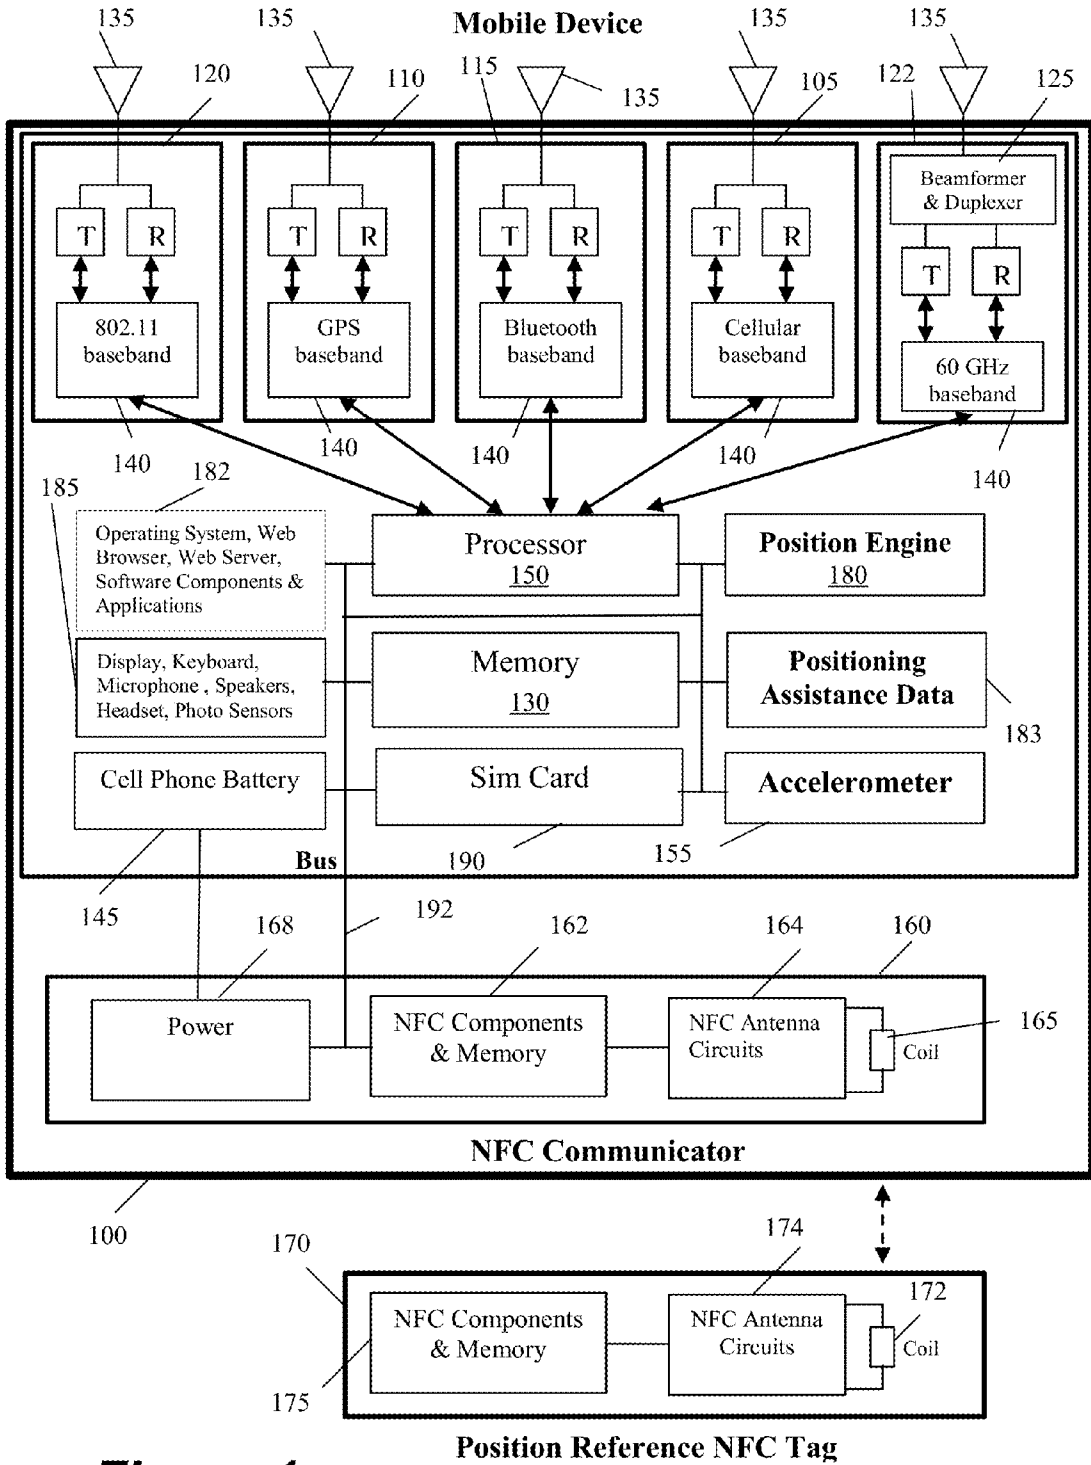 135
135
Mobile Device
135
135
120
110
115
135
105
122
125
Beamformer
& Duplexer
T R
T R
T R
T R
T R
802.11
baseband
GPS
baseband
Bluetooth
baseband
Cellular
baseband
60 GHz
baseband
140
140
140
140
140
185
182
Operating System, Web
Browser, Web Server,
Software Components &
Applications
Processor
150
Position Engine
180
Display, Keyboard,
Microphone , Speakers,
Headset, Photo Sensors
Memory
130
Positioning
Assistance Data
183
Cell Phone Battery
Sim Card
Accelerometer
Bus
190
155
145
168
192
162
164
160
Power
NFC Components
& Memory
NFC Antenna
Circuits
165
Coil
NFC Communicator
100
170
174
172
NFC Components
& Memory
NFC Antenna
Circuits
Coil
175
Position Reference NFC Tag